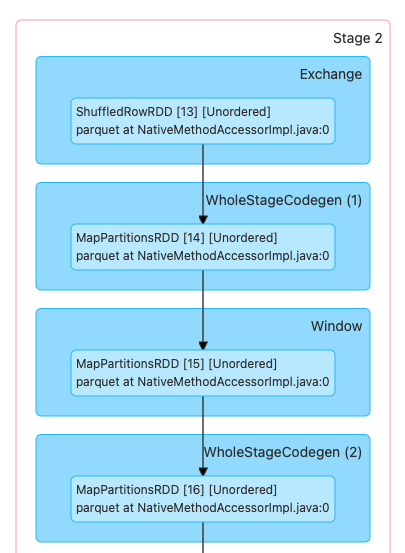 Stage 2
Exchange
ShuffledRowRDD [13] [Unordered]
parquet at NativeMethodAccessorImpl.java:0
WholeStageCodegen (1)
MapPartitionsRDD [14] [Unordered]
parquet at NativeMethodAccessorImpl.java:0
Window
MapPartitionsRDD [15] [Unordered]
parquet at NativeMethodAccessorImpl.java:0
WholeStageCodegen (2)
MapPartitionsRDD [16] [Unordered]
parquet at NativeMethodAccessorImpl.java:0